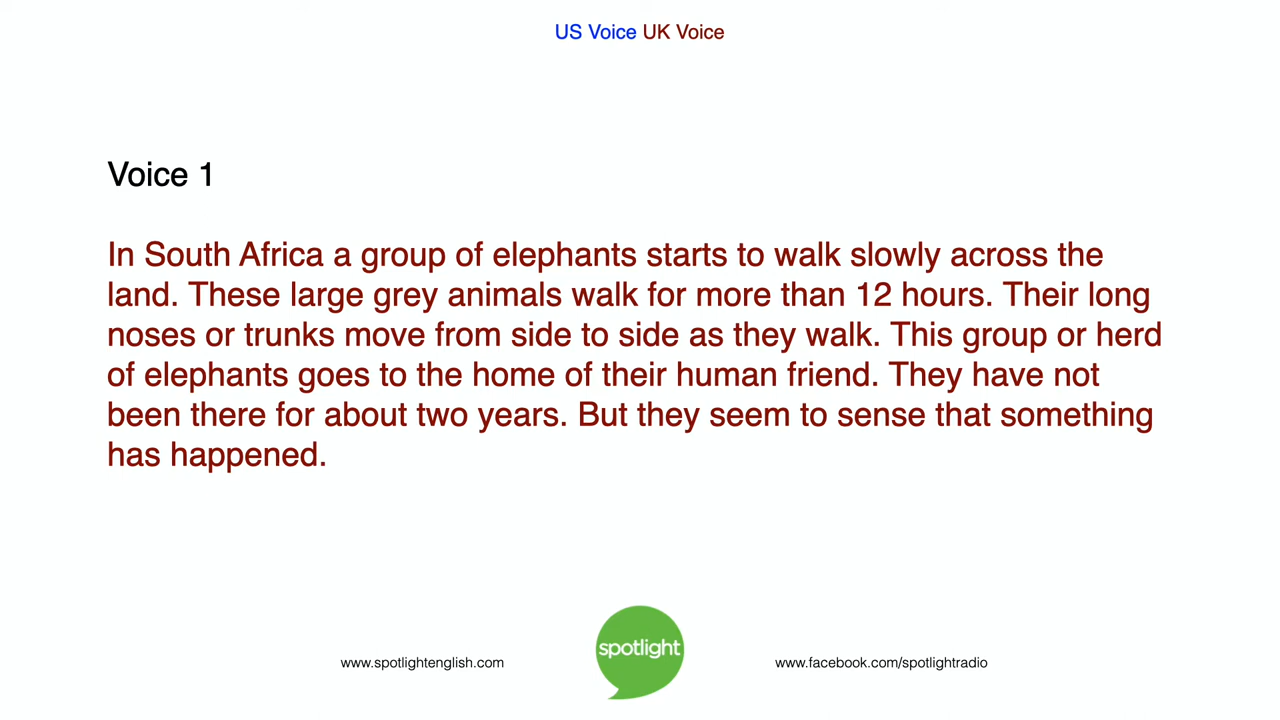 US Voice UK Voice
Voice 1
In South Africa a group of elephants starts to walk slowly across the
land. These large grey animals walk for more than 12 hours. Their long
noses or trunks move from side to side as they walk. This group or herd
of elephants goes to the home of their human friend. They have not
been there for about two years. But they seem to sense that something
has happened.
spotlight
www.spotlightenglish.com
www.facebook.com/spotlightradio